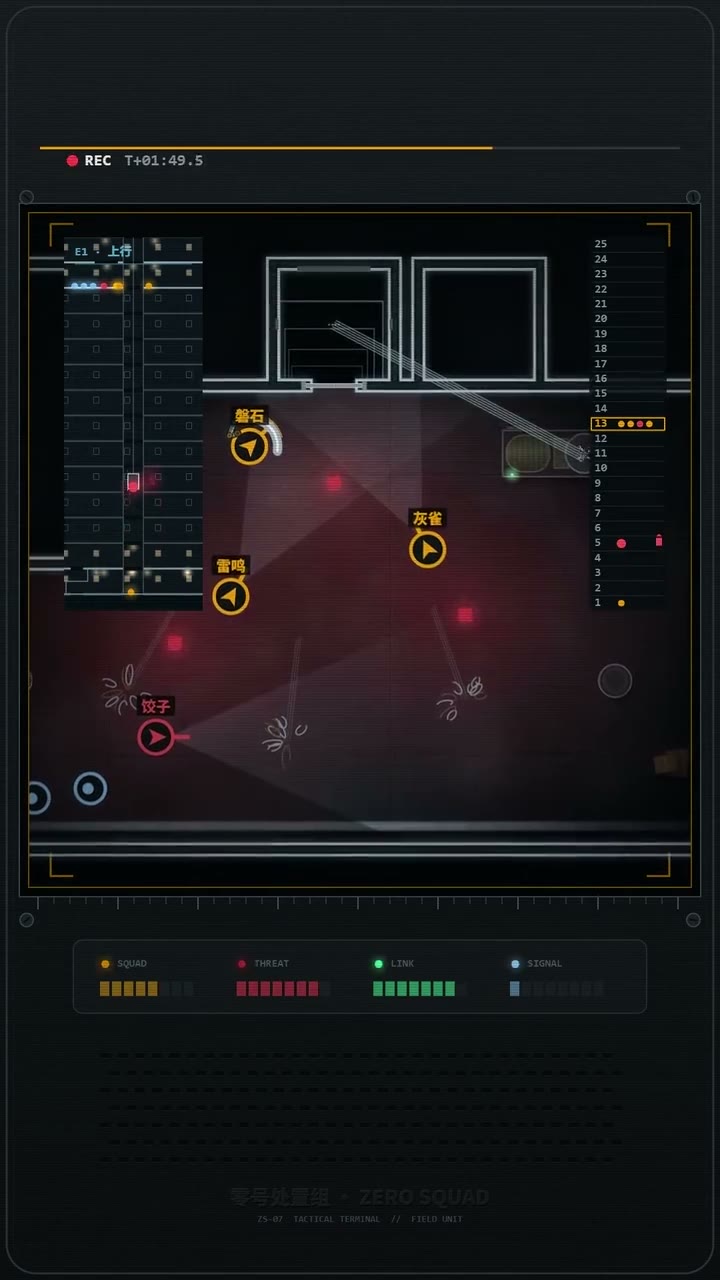 REC T+01:49.5
E1 · 上行
25
24
23
22
21
20
19
18
17
16
15
14
13
12
11
10
9
8
7
6
5
4
3
2
1
磐石
灰雀
雷鸣
饺子
SQUAD
THREAT
LINK
SIGNAL
零号处置组 · ZERO SQUAD
ZS-07 TACTICAL TERMINAL // FIELD UNIT